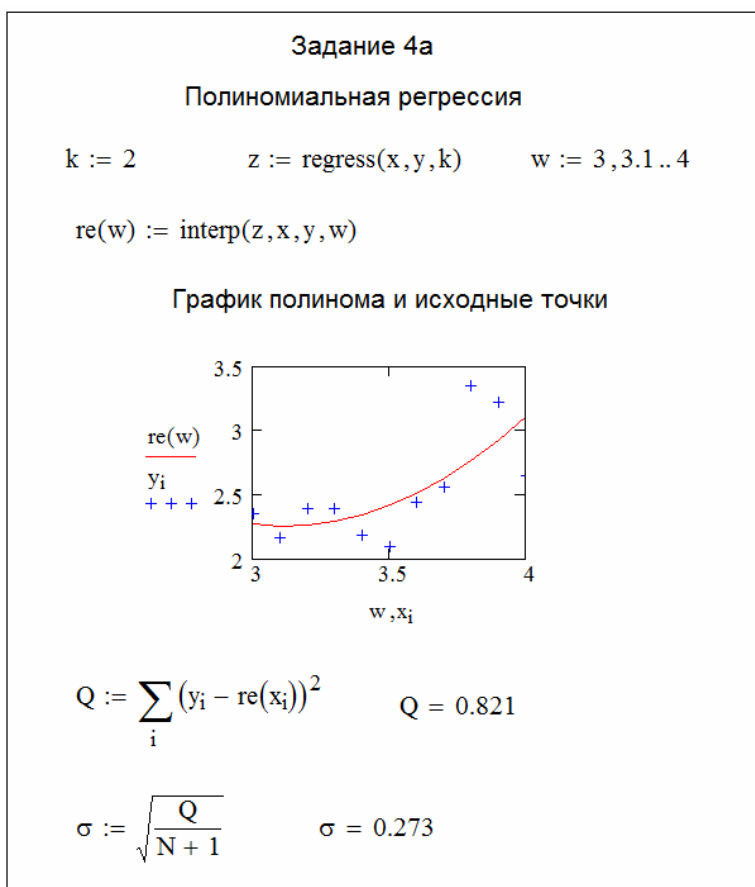 Задание 4а
Полиномиальная регрессия
k := 2 z := regress(x,y,k) w := 3,3.1 .. 4
re(w) := interp(z,x,y,w)
График полинома и исходные точки
3.5
3
2.5
2
re(w)
yᵢ
3 3.5 4
w,xᵢ
Q := ∑ᵢ (yᵢ − re(xᵢ))² Q = 0.821
σ := √(Q/(N + 1)) σ = 0.273